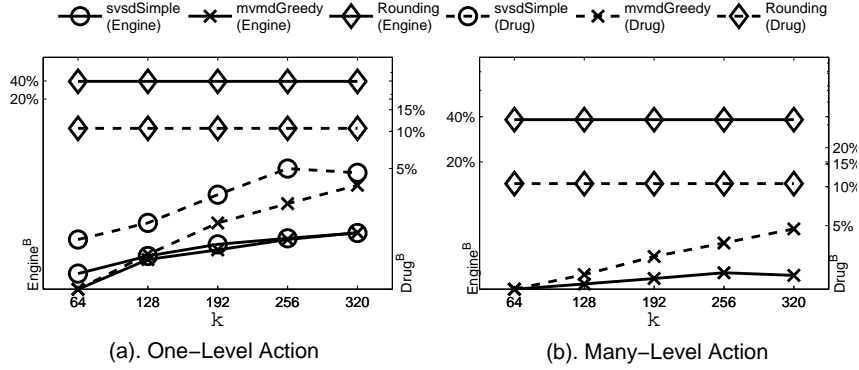 svsdSimple mvmdGreedy Rounding svsdSimple mvmdGreedy Rounding
(Engine) (Engine) (Engine) (Drug) (Drug) (Drug)
40%
20%
Engine^B
15%
10%
5%
Drug^B
64 128 192 256 320
k
(a). One−Level Action
40%
20%
Engine^B
20%
15%
10%
5%
Drug^B
64 128 192 256 320
k
(b). Many−Level Action